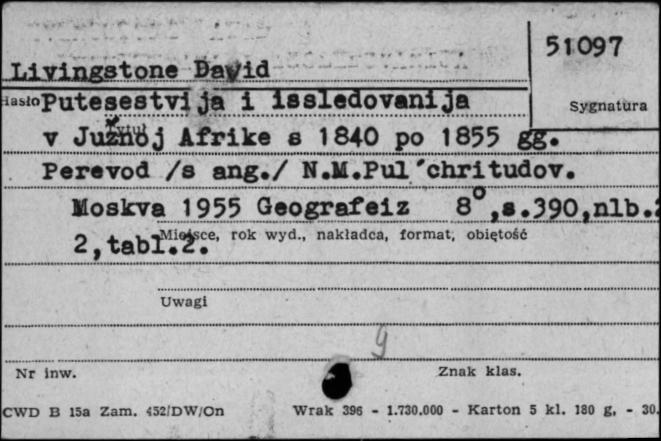 51097
Livingstone David
Hasło Putesestvija i issledovanija
Sygnatura
Tytuł
v Južnoj Afrike s 1840 po 1855 gg.
Perevod /s ang./ N.M.Pul'chritudov.
Moskva 1955 Geografeiz 8°,s.390,nlb.2
Miejsce, rok wyd., nakładca, format, objętość
2,tabl.2.
Uwagi
g
Nr inw.
Znak klas.
CWD B 15a Zam. 452/DW/On Wrak 396 - 1.730.000 - Karton 5 kl. 180 g, - 30.